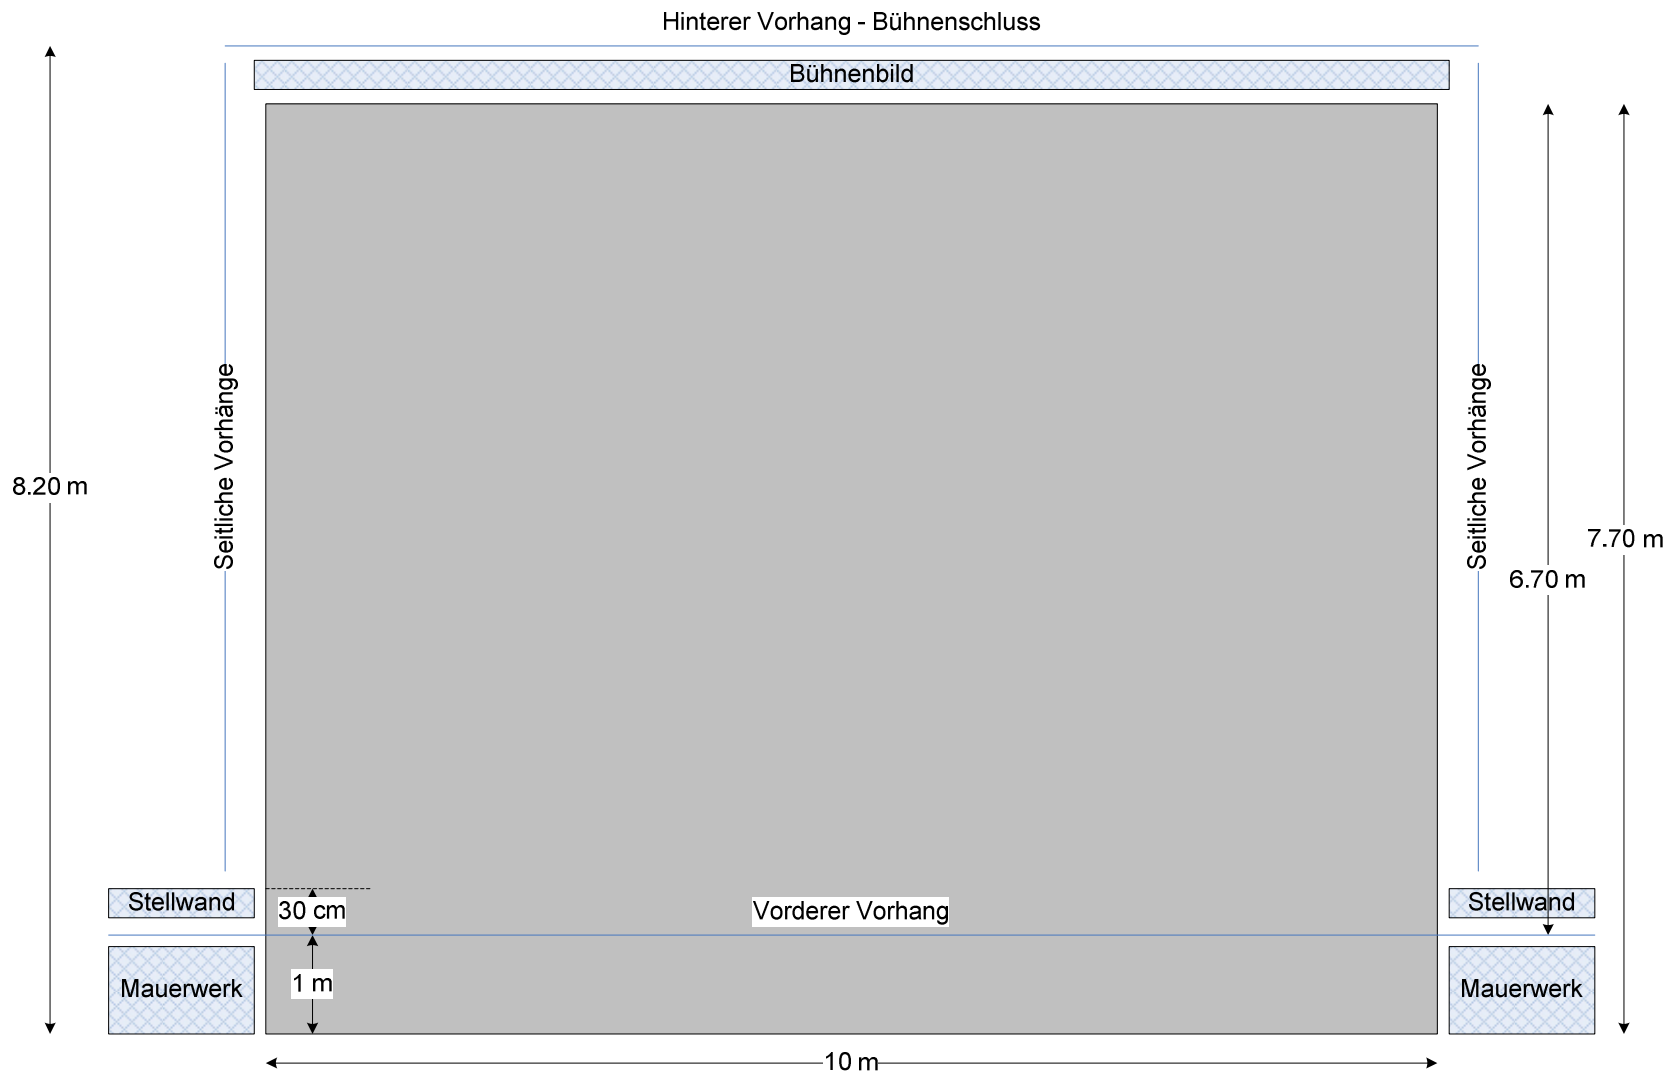 Hinterer Vorhang - Bühnenschluss
Bühnenbild
Seitliche Vorhänge
Seitliche Vorhänge
8.20 m
7.70 m
6.70 m
Stellwand
30 cm
Vorderer Vorhang
Stellwand
Mauerwerk
1 m
Mauerwerk
10 m